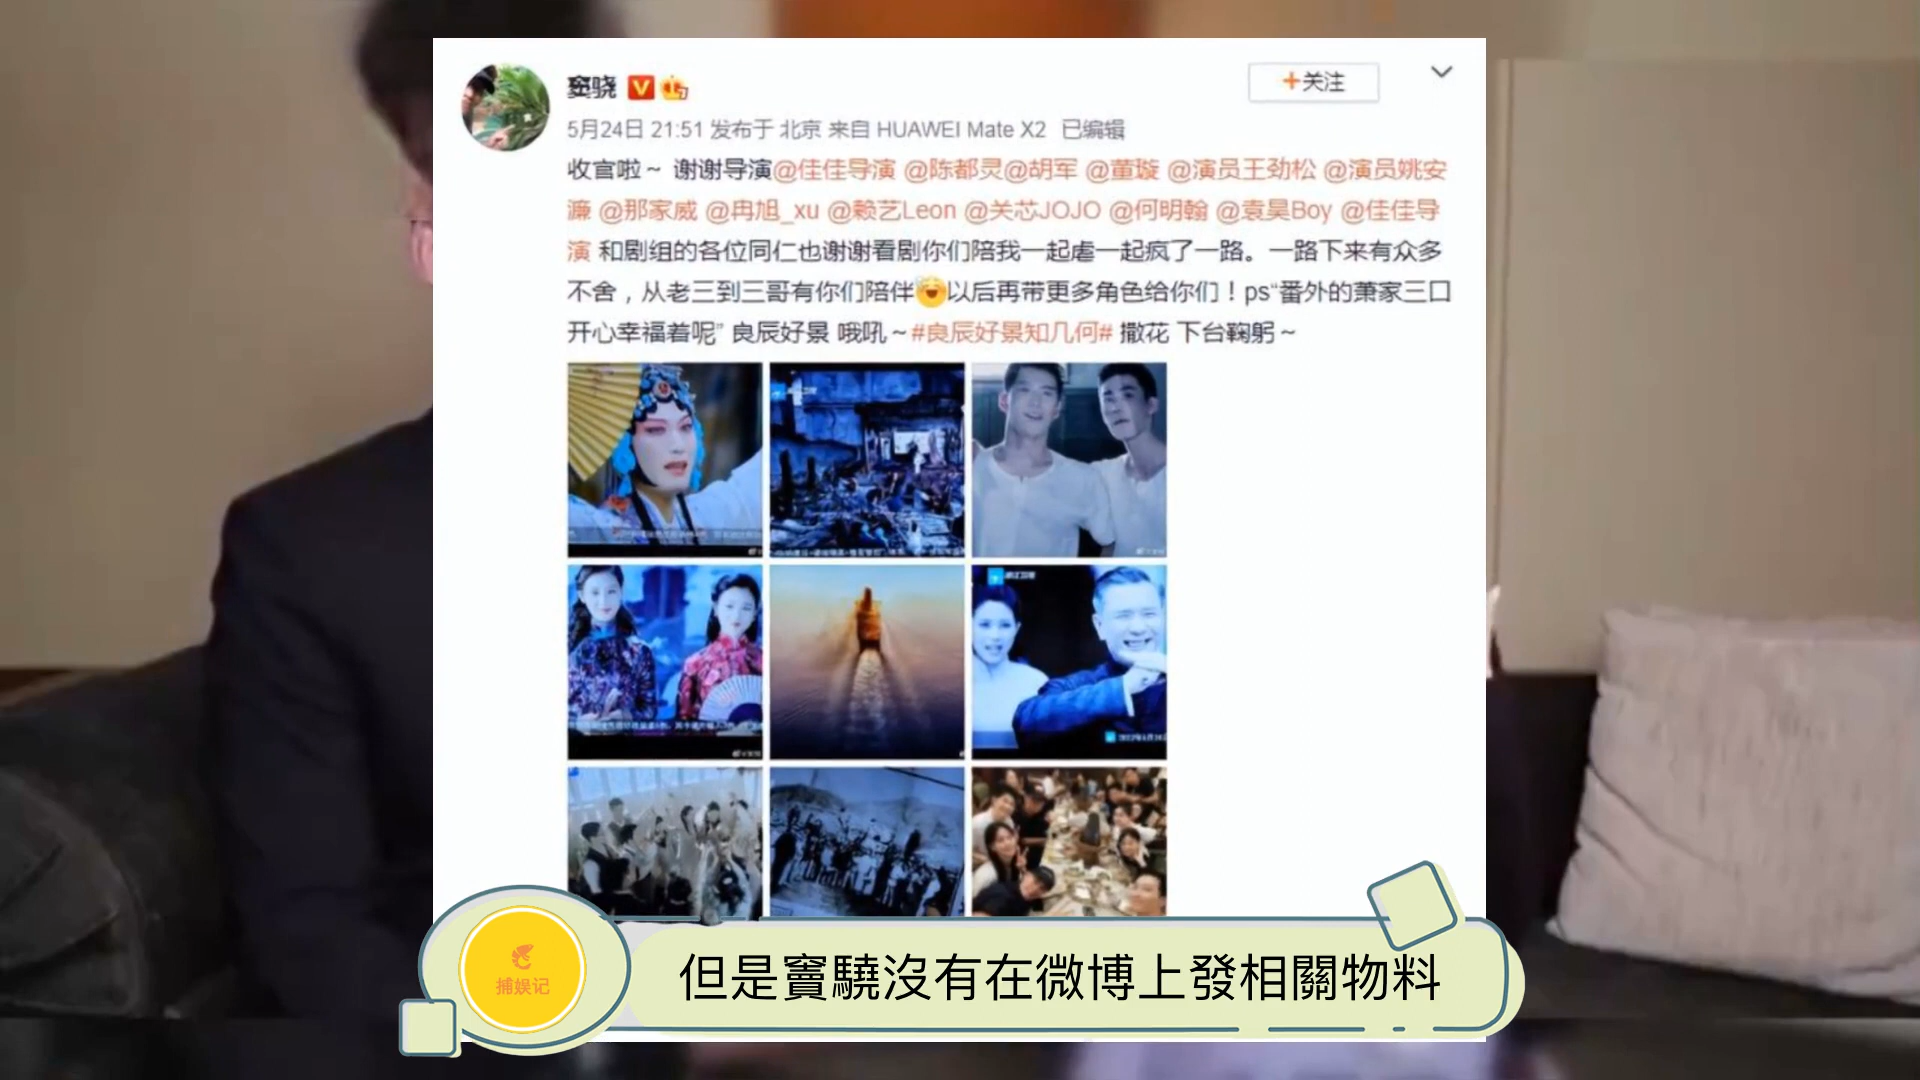 窦骁
+关注
5月24日 21:51 发布于 北京 来自 HUAWEI Mate X2 已编辑
收官啦～ 谢谢导演@佳佳导演 @陈都灵@胡军 @董璇 @演员王劲松 @演员姚安
濂 @那家威 @冉旭_xu @赖艺Leon @关芯JOJO @何明翰 @袁昊Boy @佳佳导
演 和剧组的各位同仁也谢谢看剧你们陪我一起虐一起疯了一路。一路下来有众多
不舍，从老三到三哥有你们陪伴以后再带更多角色给你们！ps“番外的萧家三口
开心幸福着呢” 良辰好景 哦吼～#良辰好景知几何# 撒花 下台鞠躬～
捕娱记
但是竇驍沒有在微博上發相關物料